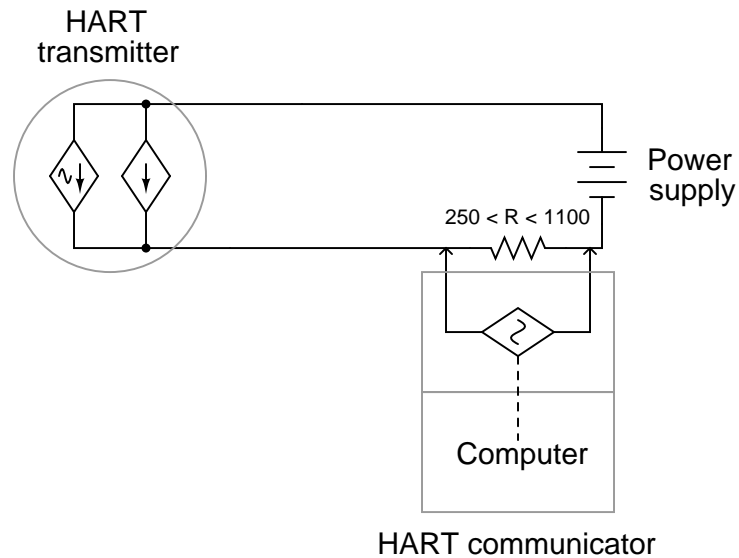 HART
transmitter
Power
supply
250 < R < 1100
Computer
HART communicator